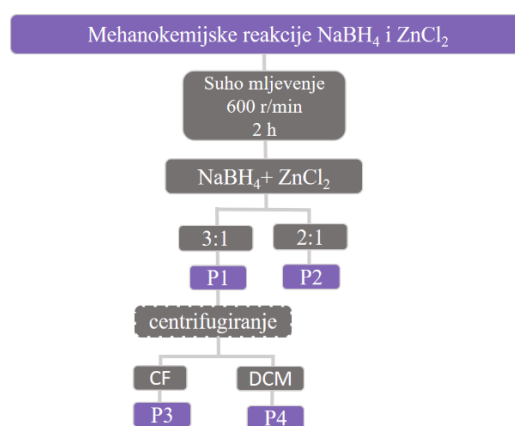 Mehanokemijske reakcije NaBH₄ i ZnCl₂
Suho mljevenje
600 r/min
2 h
NaBH₄+ ZnCl₂
3:1 2:1
P1 P2
centrifugiranje
CF DCM
P3 P4